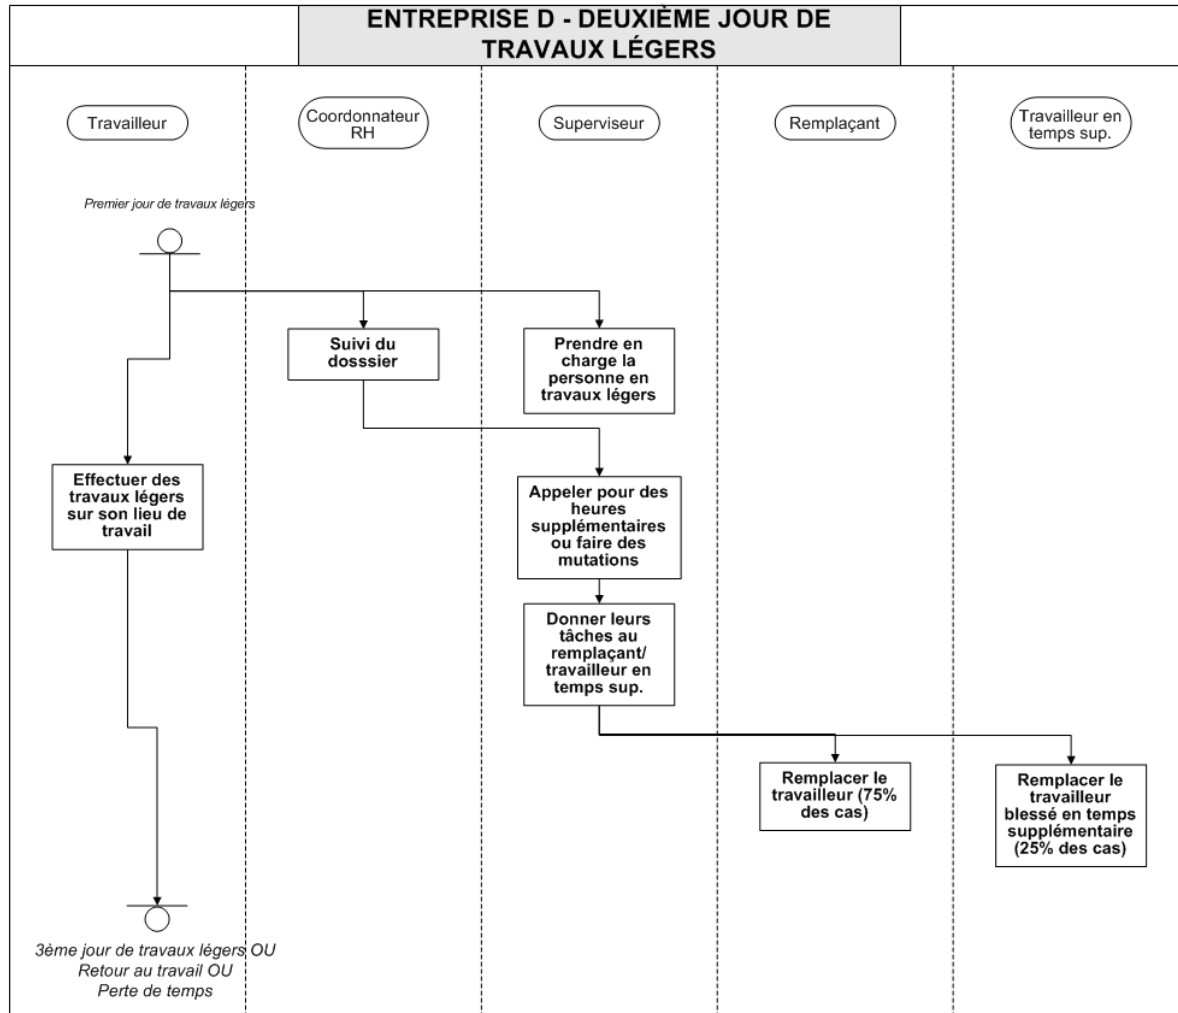 ENTREPRISE D - DEUXIÈME JOUR DE
TRAVAUX LÉGERS
Travailleur
Coordonnateur
RH
Superviseur
Remplaçant
Travailleur en
temps sup.
Premier jour de travaux légers
Suivi du
dosssier
Prendre en
charge la
personne en
travaux légers
Effectuer des
travaux légers
sur son lieu de
travail
Appeler pour des
heures
supplémentaires
ou faire des
mutations
Donner leurs
tâches au
remplaçant/
travailleur en
temps sup.
Remplacer le
travailleur (75%
des cas)
Remplacer le
travailleur
blessé en temps
supplémentaire
(25% des cas)
3ème jour de travaux légers OU
Retour au travail OU
Perte de temps